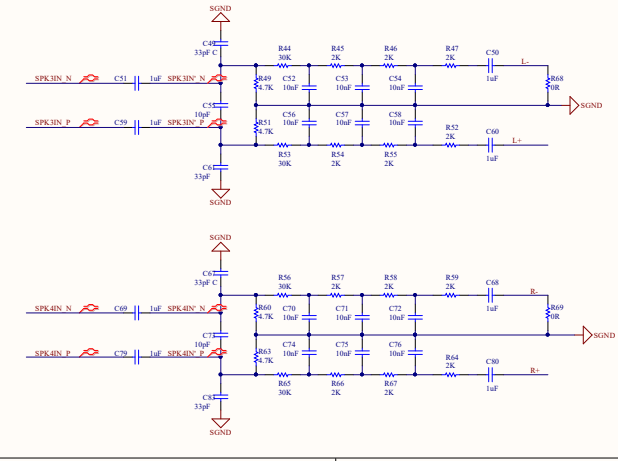 SGND
C49
33pF C
R44
30K
R45
2K
R46
2K
R47
2K
C50
1uF
L-
SPK3IN_N
C51
1uF
SPK3IN'_N
R49
4.7K
C52
10nF
C53
10nF
C54
10nF
R68
0R
C55
10pF
SGND
SPK3IN_P
C59
1uF
SPK3IN'_P
R51
4.7K
C56
10nF
C57
10nF
C58
10nF
R52
2K
C60
1uF
L+
R53
30K
R54
2K
R55
2K
33pF
SGND
SGND
C67
33pF C
R56
30K
R57
2K
R58
2K
R59
2K
C68
1uF
R-
SPK4IN_N
C69
1uF
SPK4IN'_N
R60
4.7K
C70
10nF
C71
10nF
C72
10nF
R69
0R
10pF
SGND
SPK4IN_P
C79
1uF
SPK4IN'_P
R63
4.7K
C74
10nF
C75
10nF
C76
10nF
R64
2K
C80
1uF
R+
R65
30K
R66
2K
R67
2K
33pF
SGND